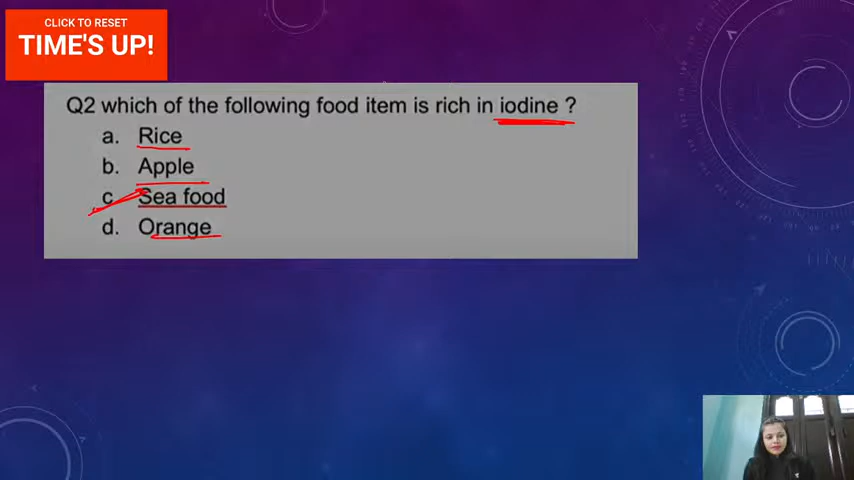 CLICK TO RESET
TIME'S UP!
Q2 which of the following food item is rich in iodine ?
a. Rice
b. Apple
c. Sea food
d. Orange